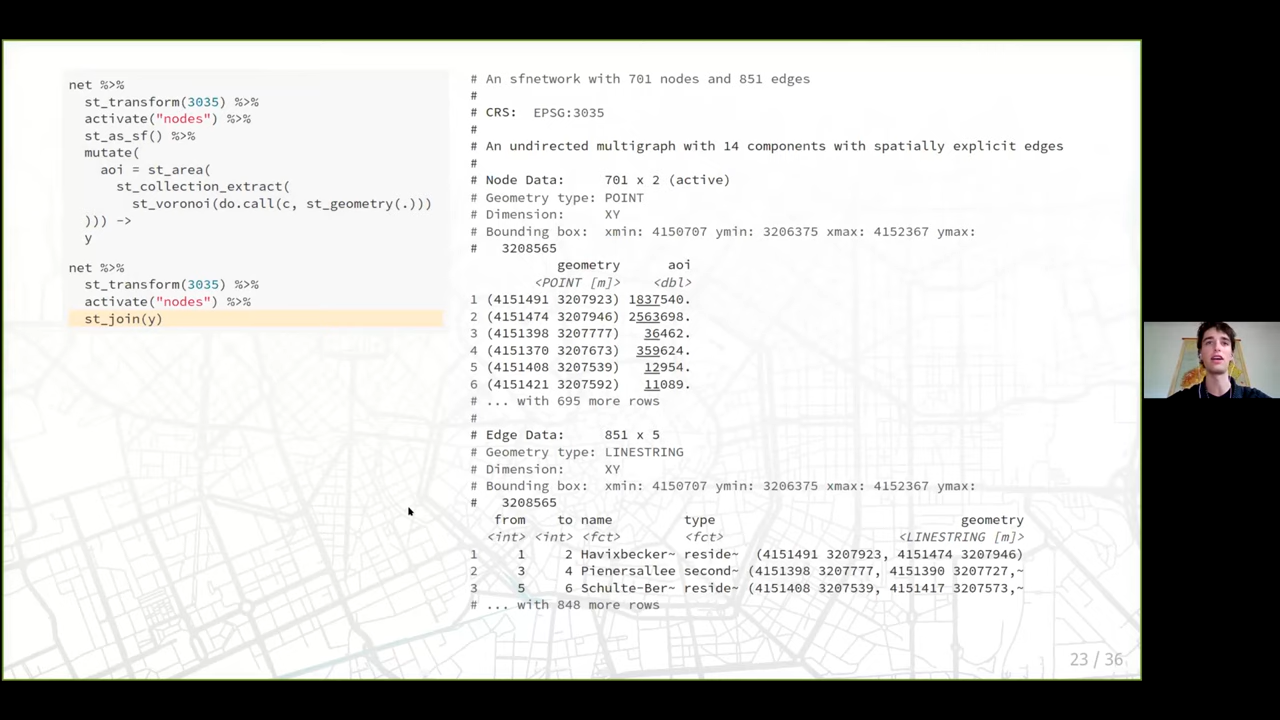 net %>%
st_transform(3035) %>%
activate("nodes") %>%
st_as_sf() %>%
mutate(
aoi = st_area(
st_collection_extract(
st_voronoi(do.call(c, st_geometry(.)))
))) ->
y
net %>%
st_transform(3035) %>%
activate("nodes") %>%
st_join(y)
# An sfnetwork with 701 nodes and 851 edges
#
# CRS: EPSG:3035
#
# An undirected multigraph with 14 components with spatially explicit edges
#
# Node Data: 701 x 2 (active)
# Geometry type: POINT
# Dimension: XY
# Bounding box: xmin: 4150707 ymin: 3206375 xmax: 4152367 ymax:
# 3208565
geometry aoi
<POINT [m]> <dbl>
1 (4151491 3207923) 1837540.
2 (4151474 3207946) 2563698.
3 (4151398 3207777) 36462.
4 (4151370 3207673) 359624.
5 (4151408 3207539) 12954.
6 (4151421 3207592) 11089.
# ... with 695 more rows
#
# Edge Data: 851 x 5
# Geometry type: LINESTRING
# Dimension: XY
# Bounding box: xmin: 4150707 ymin: 3206375 xmax: 4152367 ymax:
# 3208565
from to name type geometry
<int> <int> <fct> <fct> <LINESTRING [m]>
1 1 2 Havixbecker~ reside~ (4151491 3207923, 4151474 3207946)
2 3 4 Pienersallee second~ (4151398 3207777, 4151390 3207727,~
3 5 6 Schulte-Ber~ reside~ (4151408 3207539, 4151417 3207573,~
# ... with 848 more rows
23 / 36